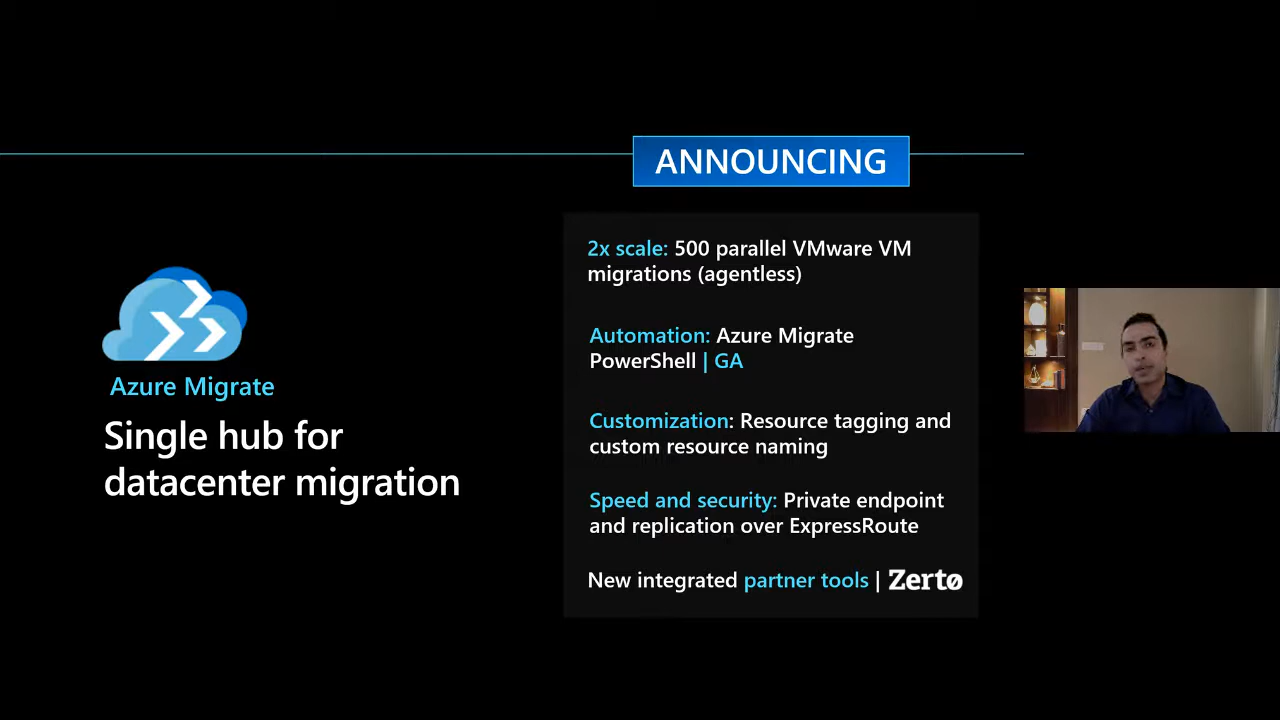 ANNOUNCING
Azure Migrate
Single hub for
datacenter migration
2x scale: 500 parallel VMware VM
migrations (agentless)
Automation: Azure Migrate
PowerShell | GA
Customization: Resource tagging and
custom resource naming
Speed and security: Private endpoint
and replication over ExpressRoute
New integrated partner tools | Zerto